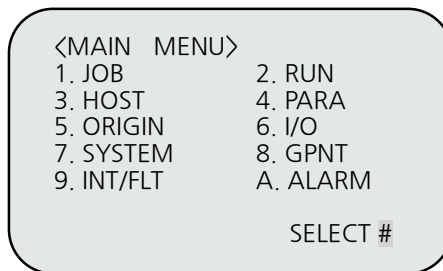 〈MAIN MENU〉
1. JOB 2. RUN
3. HOST 4. PARA
5. ORIGIN 6. I/O
7. SYSTEM 8. GPNT
9. INT/FLT A. ALARM
SELECT #